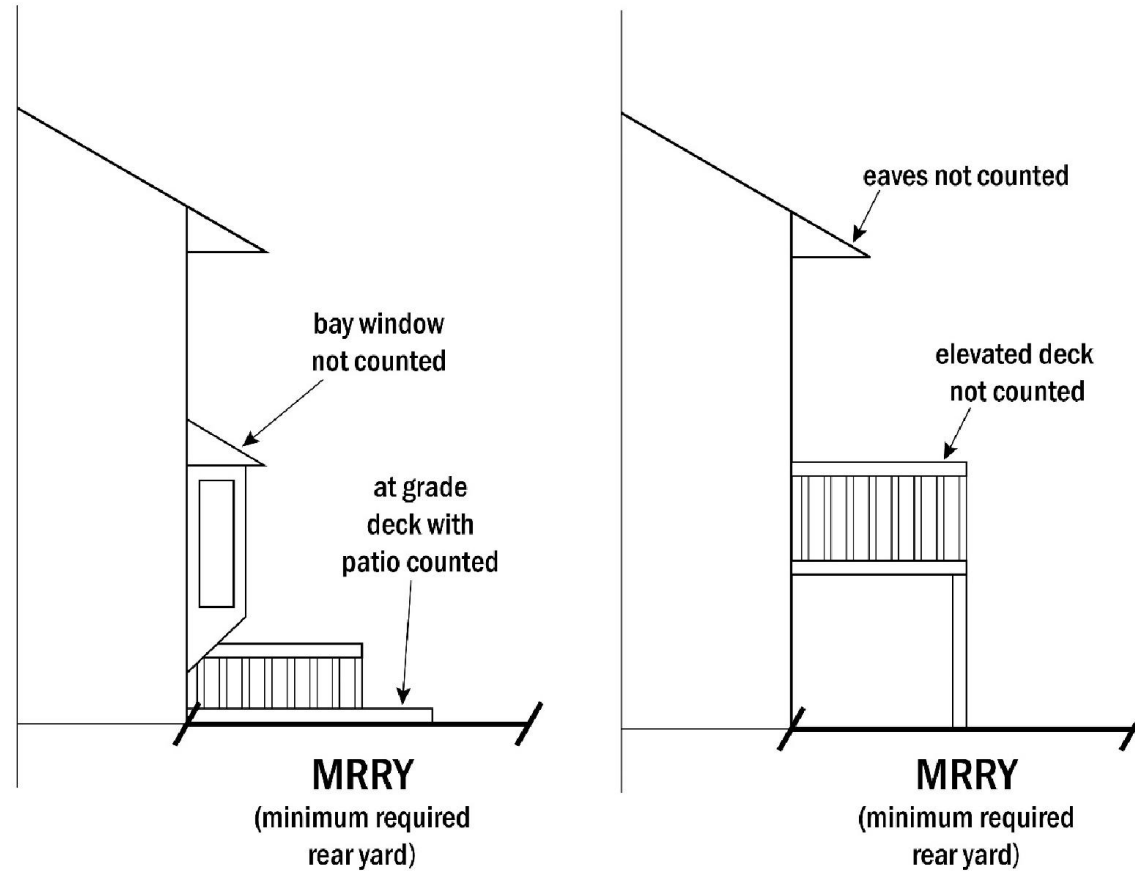 bay window
not counted
at grade
deck with
patio counted
MRRY
(minimum required
rear yard)
eaves not counted
elevated deck
not counted
MRRY
(minimum required
rear yard)